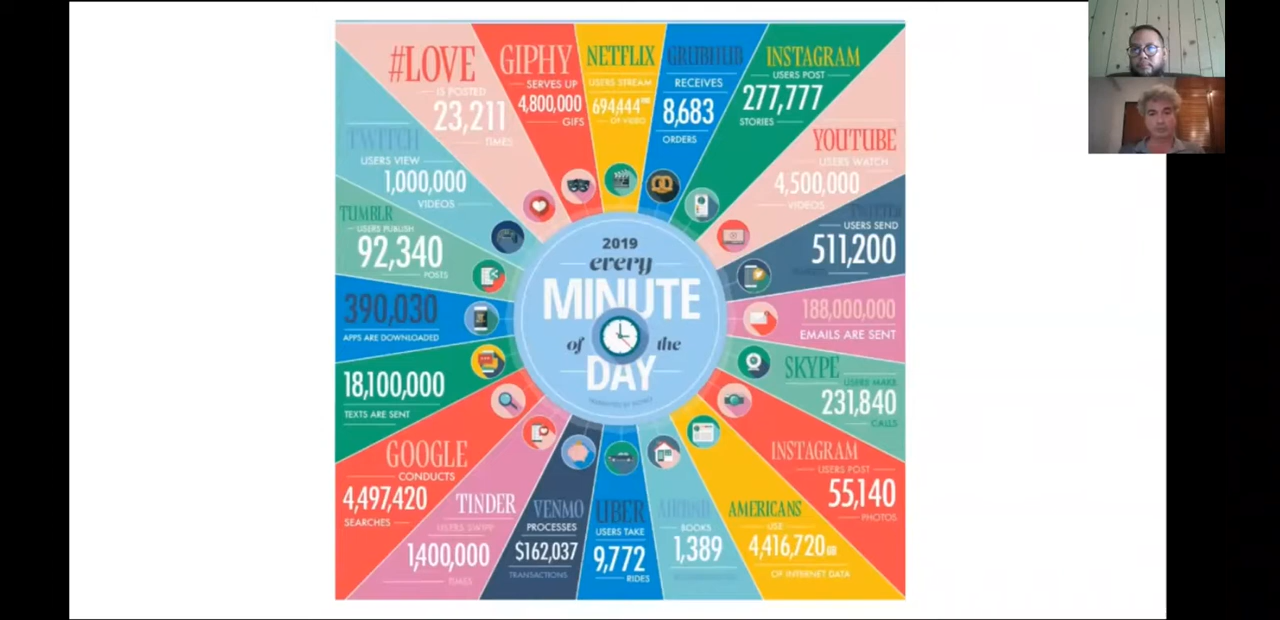 #LOVE
IS POSTED
23,211
TIMES
GIPHY
SERVES UP
4,800,000
GIFS
NETFLIX
USERS STREAM
694,444
OF VIDEO
GRUBHUB
RECEIVES
8,683
ORDERS
INSTAGRAM
USERS POST
277,777
STORIES
YOUTUBE
USERS WATCH
4,500,000
VIDEOS
TWITTER
USERS SEND
511,200
188,000,000
EMAILS ARE SENT
SKYPE
USERS MAKE
231,840
CALLS
INSTAGRAM
USERS POST
55,140
PHOTOS
AMERICANS
USE
4,416,720
OF INTERNET DATA
AIRBNB
BOOKS
1,389
UBER
USERS TAKE
9,772
RIDES
VENMO
PROCESSES
$162,037
TRANSACTIONS
TINDER
USERS SWIPE
1,400,000
TIMES
GOOGLE
CONDUCTS
4,497,420
SEARCHES
18,100,000
TEXTS ARE SENT
390,030
APPS ARE DOWNLOADED
TUMBLR
USERS PUBLISH
92,340
POSTS
TWITCH
USERS VIEW
1,000,000
VIDEOS
2019
every
MINUTE
of the
DAY